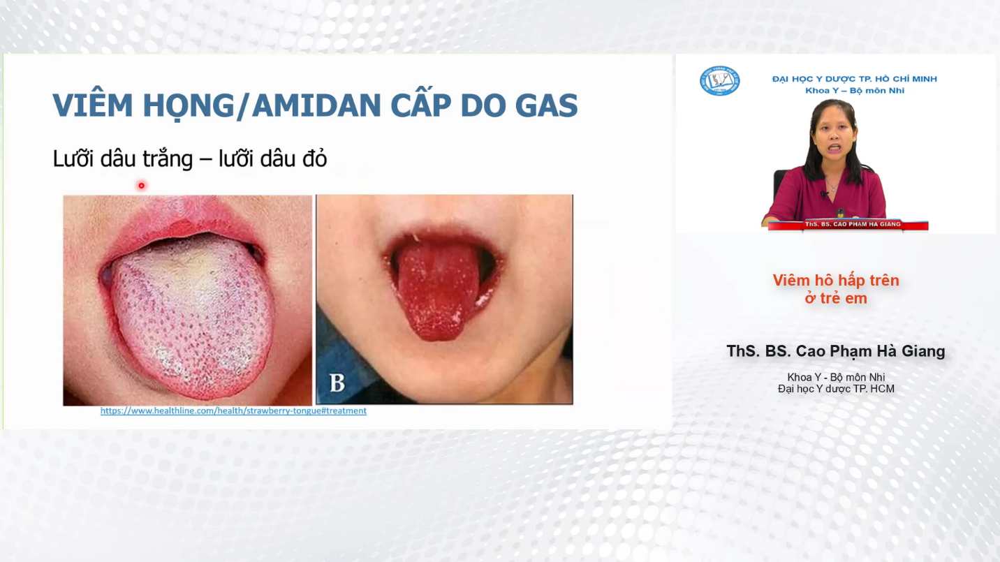 VIÊM HỌNG/AMIDAN CẤP DO GAS
Lưỡi dâu trắng – lưỡi dâu đỏ
B
https://www.healthline.com/health/strawberry-tongue#treatment
ĐẠI HỌC Y DƯỢC TP. HỒ CHÍ MINH
Khoa Y – Bộ môn Nhi
ThS. BS. CAO PHẠM HÀ GIANG
Viêm hô hấp trên
ở trẻ em
ThS. BS. Cao Phạm Hà Giang
Khoa Y - Bộ môn Nhi
Đại học Y dược TP. HCM